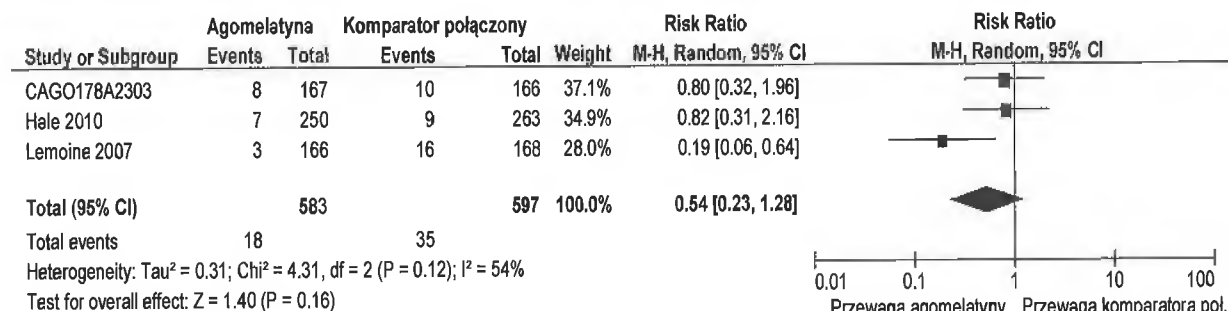 Agomelatyna Komparator połączony Risk Ratio Risk Ratio
Study or Subgroup Events Total Events Total Weight M-H, Random, 95% CI M-H, Random, 95% CI
CAGO178A2303 8 167 10 166 37.1% 0.80 [0.32, 1.96]
Hale 2010 7 250 9 263 34.9% 0.82 [0.31, 2.16]
Lemoine 2007 3 166 16 168 28.0% 0.19 [0.06, 0.64]
Total (95% CI) 583 597 100.0% 0.54 [0.23, 1.28]
Total events 18 35
Heterogeneity: Tau² = 0.31; Chi² = 4.31, df = 2 (P = 0.12); I² = 54%
Test for overall effect: Z = 1.40 (P = 0.16)
0.01 0.1 1 10 100
Przewaga agomelatyny Przewaga komparatora poł.